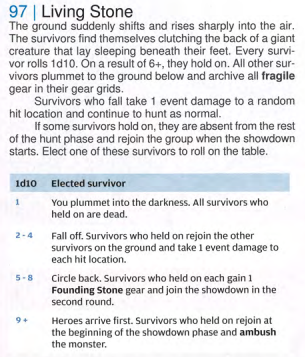 97 | Living Stone
The ground suddenly shifts and rises sharply into the air.
The survivors find themselves clutching the back of a giant
creature that lay sleeping beneath their feet. Every survi-
vor rolls 1d10. On a result of 6+, they hold on. All other sur-
vivors plummet to the ground below and archive all fragile
gear in their gear grids.
Survivors who fall take 1 event damage to a random
hit location and continue to hunt as normal.
If some survivors hold on, they are absent from the rest
of the hunt phase and rejoin the group when the showdown
starts. Elect one of these survivors to roll on the table.
1d10 Elected survivor
1 You plummet into the darkness. All survivors who
held on are dead.
2 - 4 Fall off. Survivors who held on rejoin the other
survivors on the ground and take 1 event damage to
each hit location.
5 - 8 Circle back. Survivors who held on each gain 1
Founding Stone gear and join the showdown in the
second round.
9 + Heroes arrive first. Survivors who held on rejoin at
the beginning of the showdown phase and ambush
the monster.